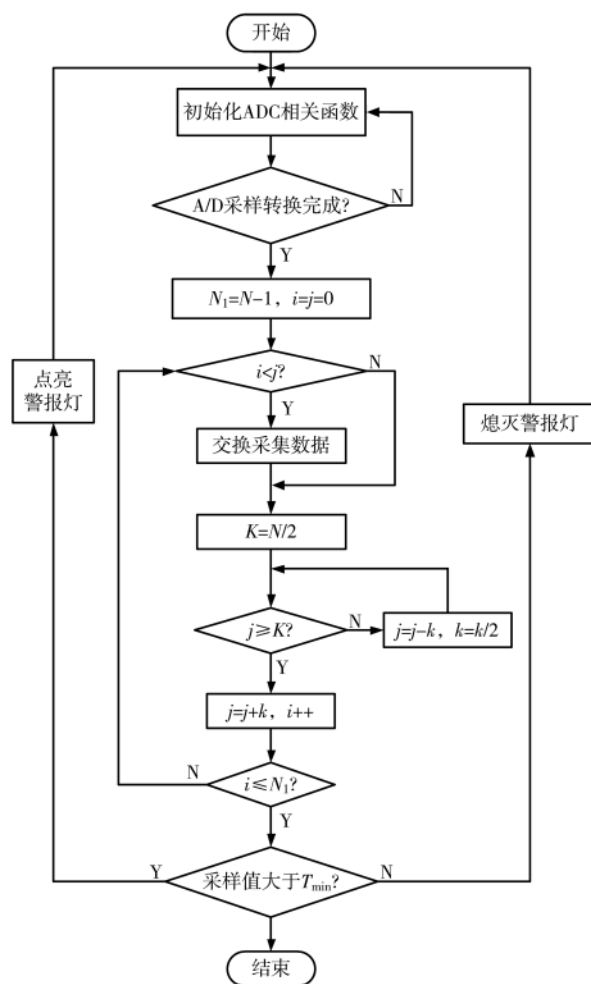 开始
初始化ADC相关函数
A/D采样转换完成?
N
Y
N₁=N-1, i=j=0
i<j?
N
Y
点亮
警报灯
熄灭警报灯
交换采集数据
K=N/2
j≥K?
N
j=j-k, k=k/2
Y
j=j+k, i++
i≤N₁?
N
Y
采样值大于Tmin?
Y
N
结束